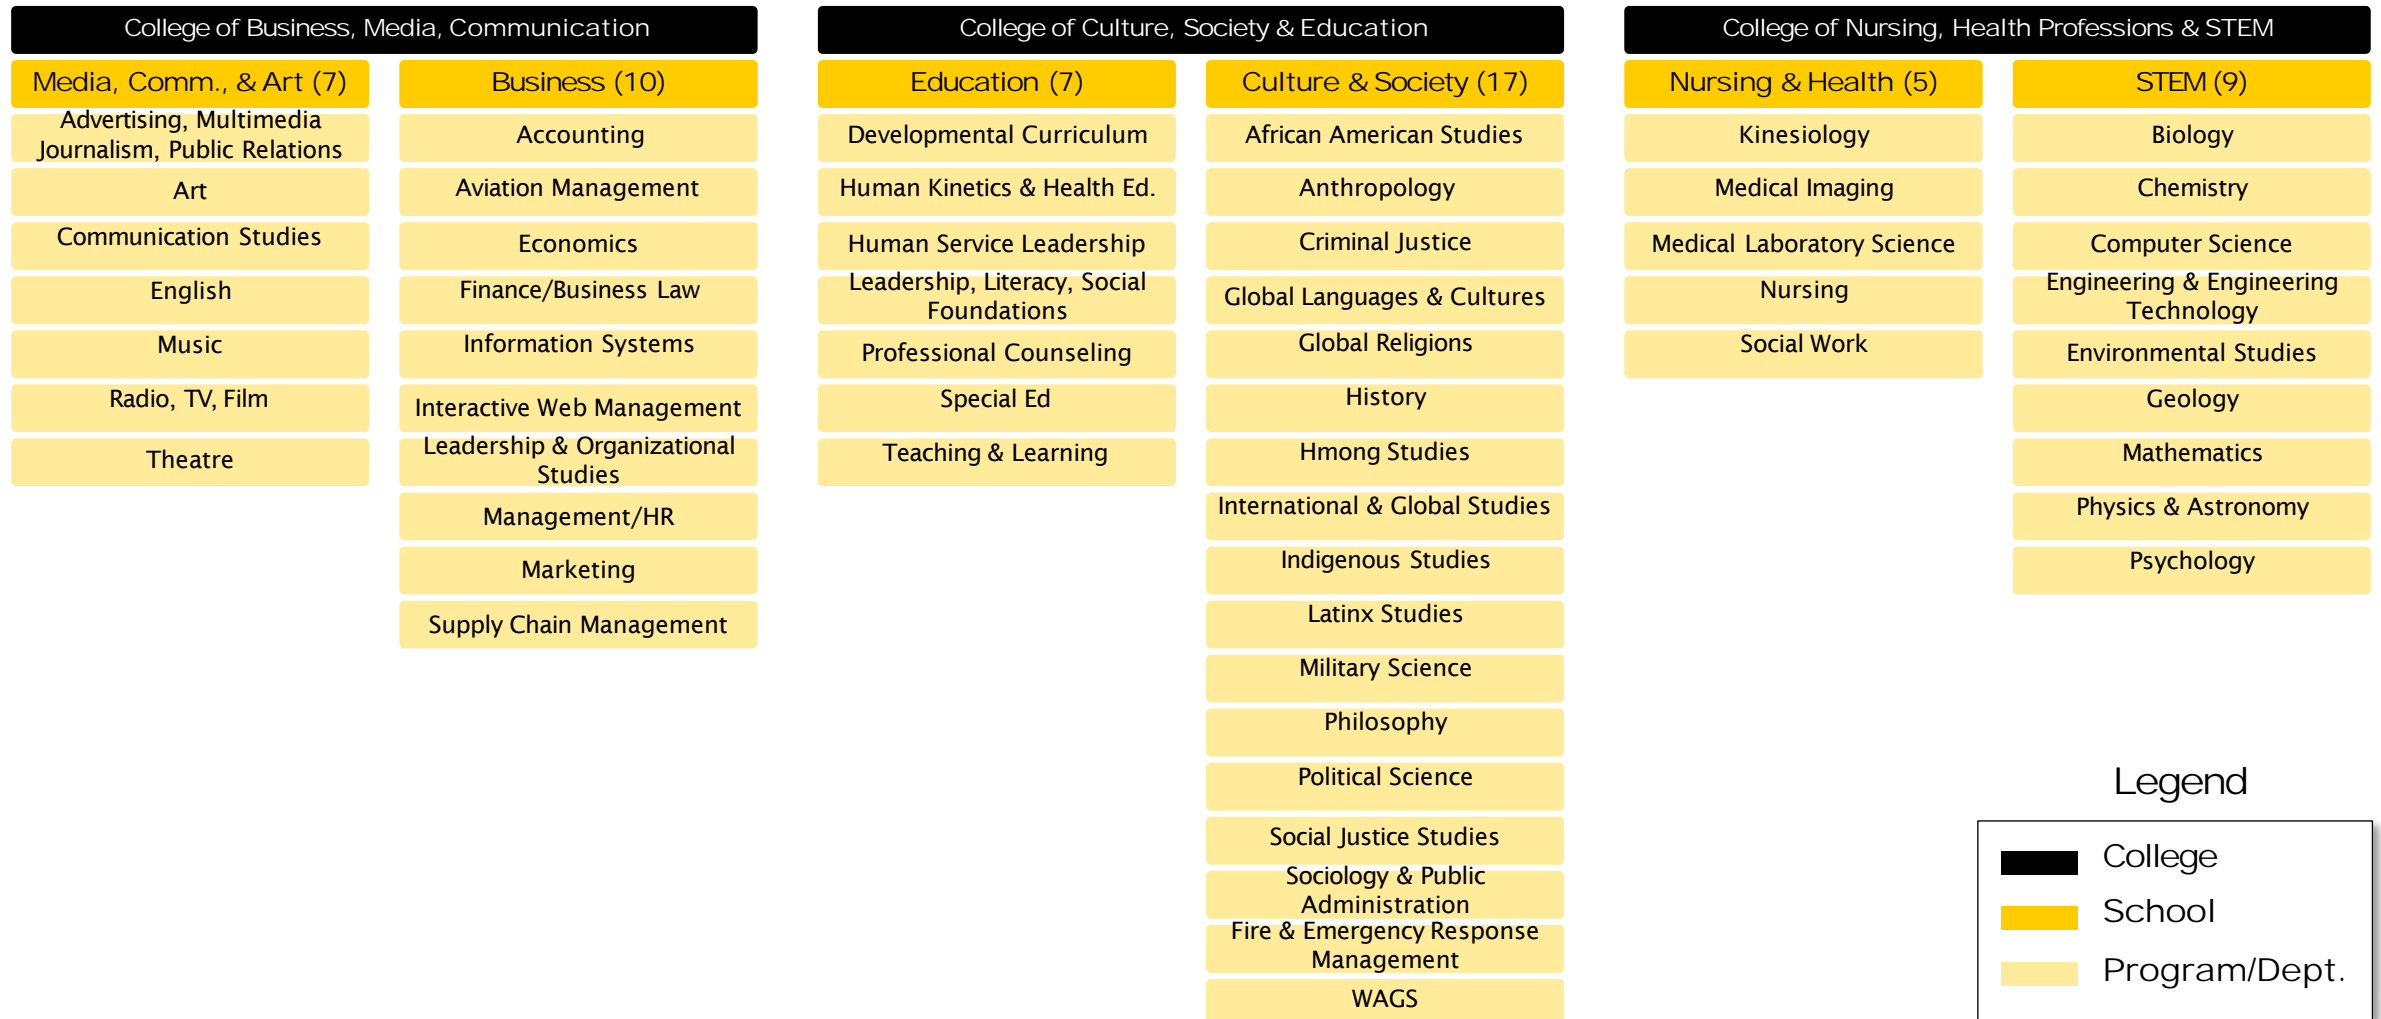 College of Business, Media, Communication
Media, Comm., & Art (7)
Advertising, Multimedia
Journalism, Public Relations
Art
Communication Studies
English
Music
Radio, TV, Film
Theatre
Business (10)
Accounting
Aviation Management
Economics
Finance/Business Law
Information Systems
Interactive Web Management
Leadership & Organizational
Studies
Management/HR
Marketing
Supply Chain Management
College of Culture, Society & Education
Education (7)
Developmental Curriculum
Human Kinetics & Health Ed.
Human Service Leadership
Leadership, Literacy, Social
Foundations
Professional Counseling
Special Ed
Teaching & Learning
Culture & Society (17)
African American Studies
Anthropology
Criminal Justice
Global Languages & Cultures
Global Religions
History
Hmong Studies
International & Global Studies
Indigenous Studies
Latinx Studies
Military Science
Philosophy
Political Science
Social Justice Studies
Sociology & Public
Administration
Fire & Emergency Response
Management
WAGS
College of Nursing, Health Professions & STEM
Nursing & Health (5)
Kinesiology
Medical Imaging
Medical Laboratory Science
Nursing
Social Work
STEM (9)
Biology
Chemistry
Computer Science
Engineering & Engineering
Technology
Environmental Studies
Geology
Mathematics
Physics & Astronomy
Psychology
Legend
College
School
Program/Dept.